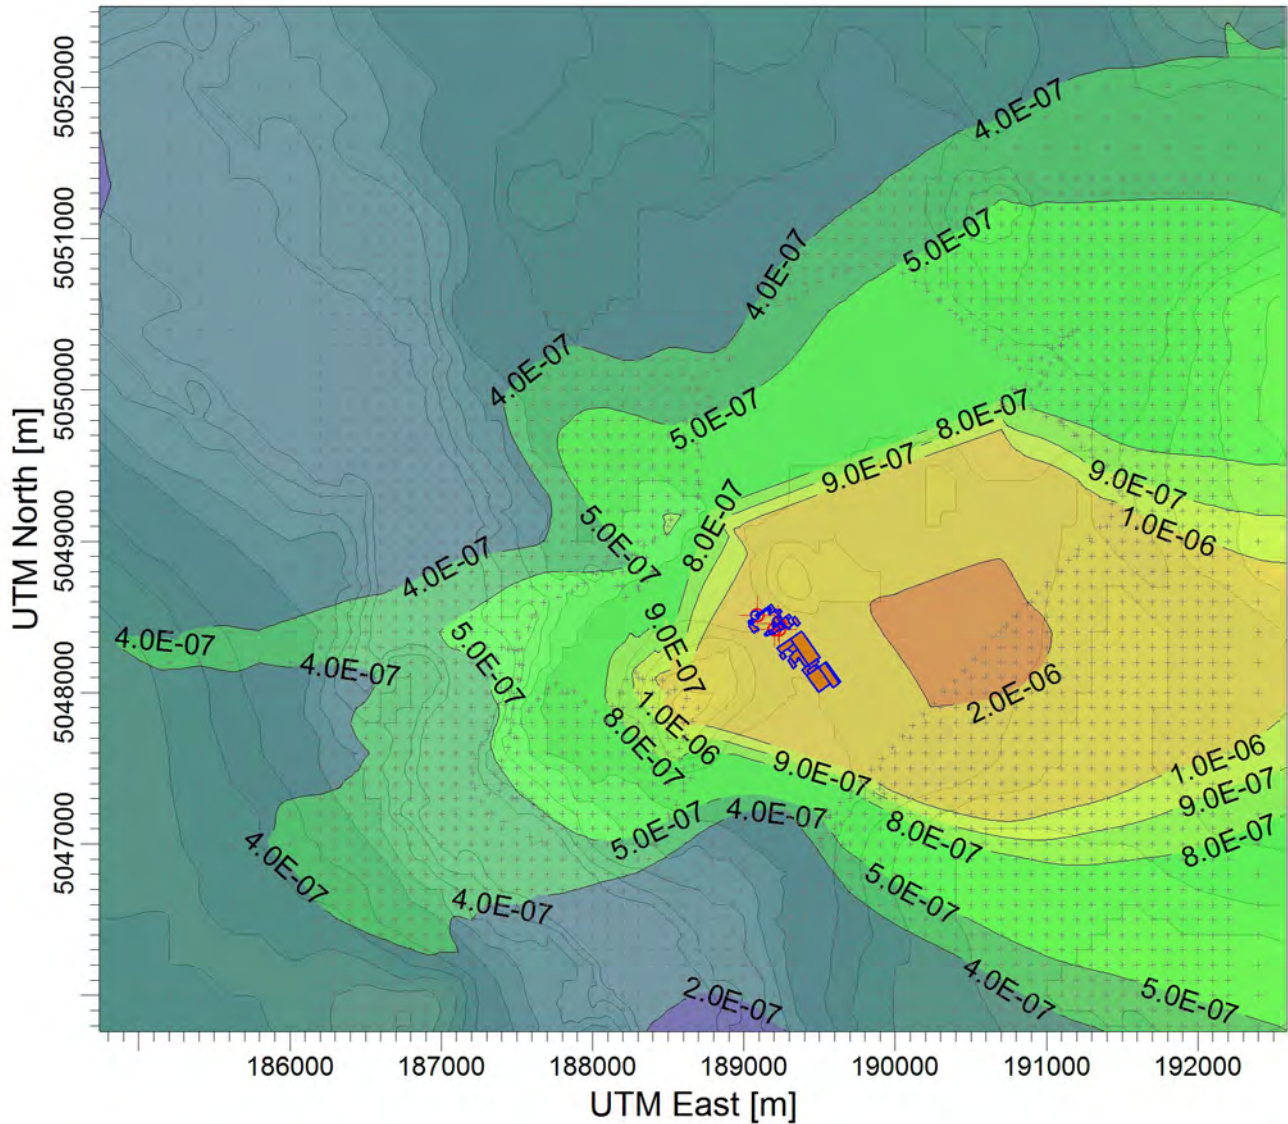 5052000
4.0E-07
5051000
5.0E-07
4.0E-07
4.0E-07
5050000
5.0E-07
8.0E-07
9.0E-07
9.0E-07
5049000
5.0E-07
8.0E-07
1.0E-06
4.0E-07
UTM North [m]
4.0E-07
4.0E-07
5.0E-07
9.0E-07
5048000
2.0E-06
1.0E-06
8.0E-07
9.0E-07
1.0E-06
9.0E-07
5047000
4.0E-07
5.0E-07
4.0E-07
8.0E-07
8.0E-07
4.0E-07
5.0E-07
2.0E-07
4.0E-07
5.0E-07
186000
187000
188000
189000
190000
191000
192000
UTM East [m]